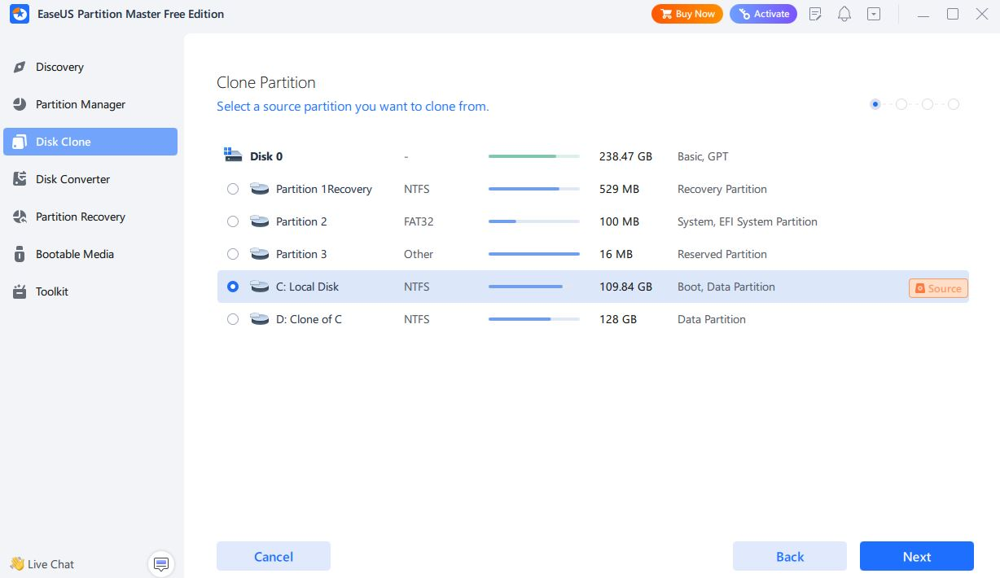 EaseUS Partition Master Free Edition
Buy Now
Activate
Discovery
Partition Manager
Disk Clone
Disk Converter
Partition Recovery
Bootable Media
Toolkit
Live Chat
Clone Partition
Select a source partition you want to clone from.
Disk 0 - 238.47 GB Basic, GPT
Partition 1Recovery NTFS 529 MB Recovery Partition
Partition 2 FAT32 100 MB System, EFI System Partition
Partition 3 Other 16 MB Reserved Partition
C: Local Disk NTFS 109.84 GB Boot, Data Partition Source
D: Clone of C NTFS 128 GB Data Partition
Cancel
Back
Next